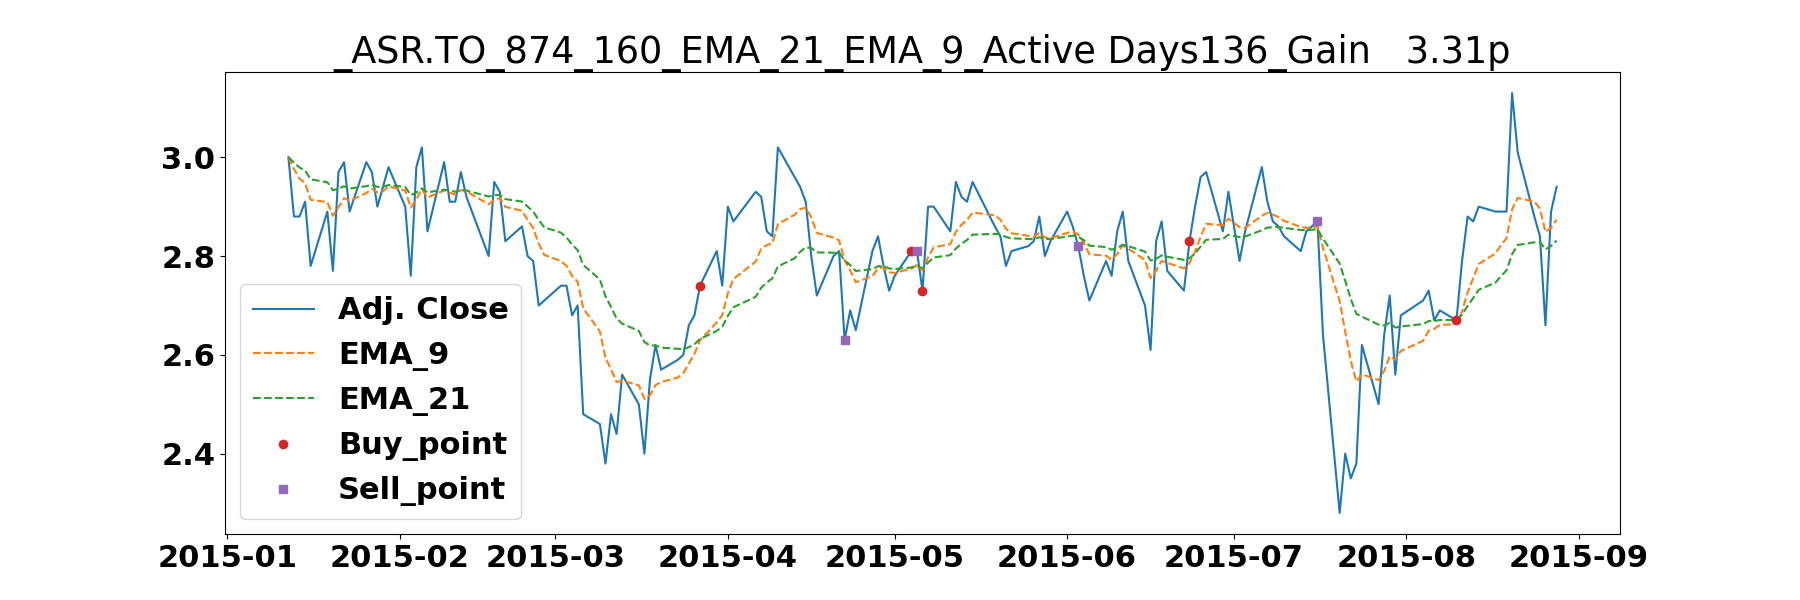 _ASR.TO_874_160_EMA_21_EMA_9_Active Days136_Gain   3.31p
3.0
2.8
2.6
2.4
Adj. Close
EMA_9
EMA_21
Buy_point
Sell_point
2015-01 2015-02 2015-03 2015-04 2015-05 2015-06 2015-07 2015-08 2015-09